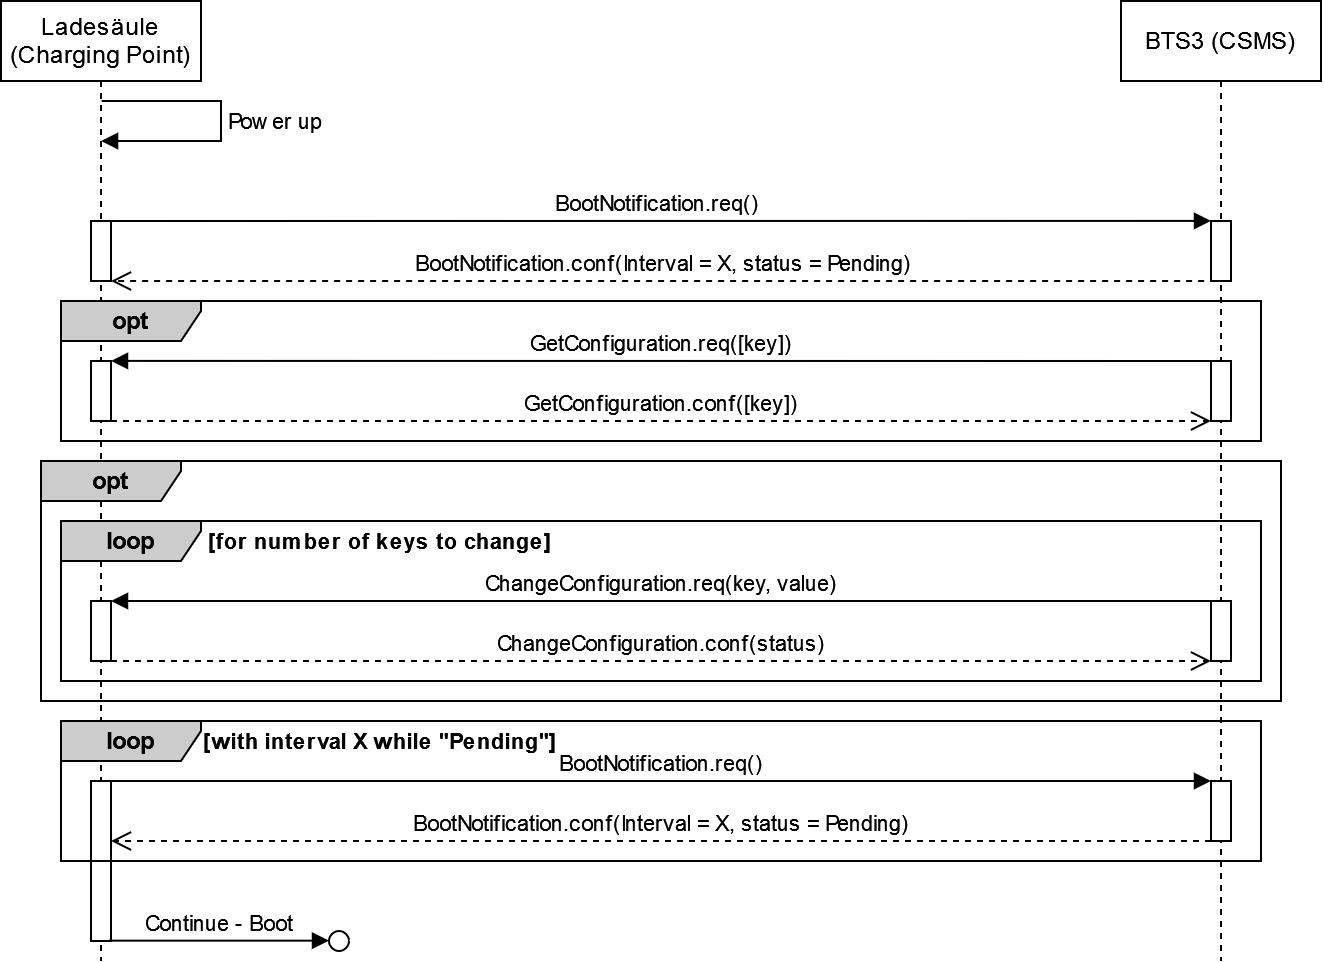 Ladesäule
(Charging Point)
BTS3 (CSMS)
Power up
BootNotification.req()
BootNotification.conf(Interval = X, status = Pending)
opt
GetConfiguration.req([key])
GetConfiguration.conf([key])
opt
loop [for number of keys to change]
ChangeConfiguration.req(key, value)
ChangeConfiguration.conf(status)
loop [with interval X while "Pending"]
BootNotification.req()
BootNotification.conf(Interval = X, status = Pending)
Continue - Boot